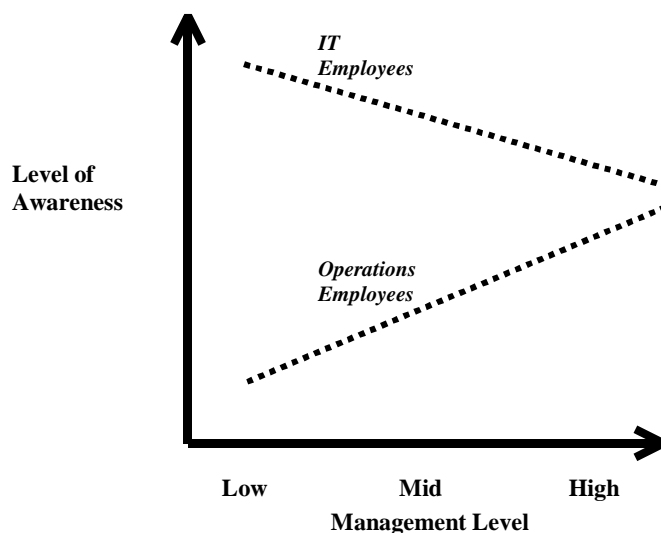 IT
Employees
Level of
Awareness
Operations
Employees
Low Mid High
Management Level